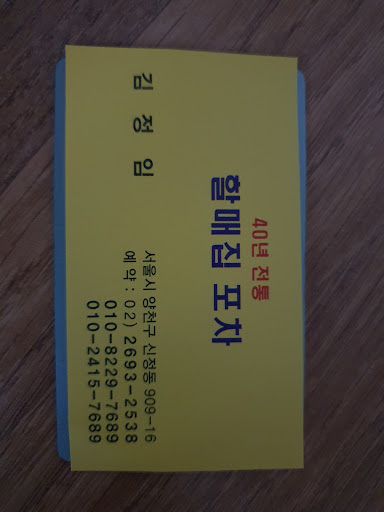 40년 전통
할매집 포차
김 정 임
서울시 양천구 신정동 909-16
예 약 : 02) 2693-2538
010-8229-7689
010-2415-7689